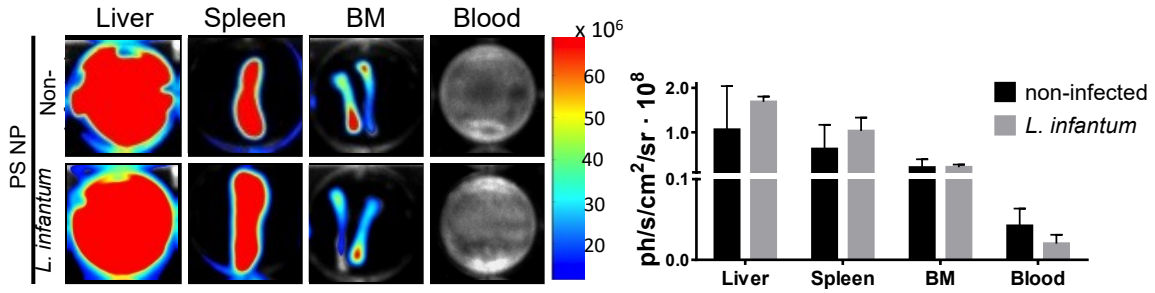 Liver Spleen BM Blood
x 10⁶
PS NP
Non-
L. infantum
60
50
40
30
20
ph/s/cm²/sr · 10⁸
2.0
1.0
0.1
0.0
Liver Spleen BM Blood
non-infected
L. infantum